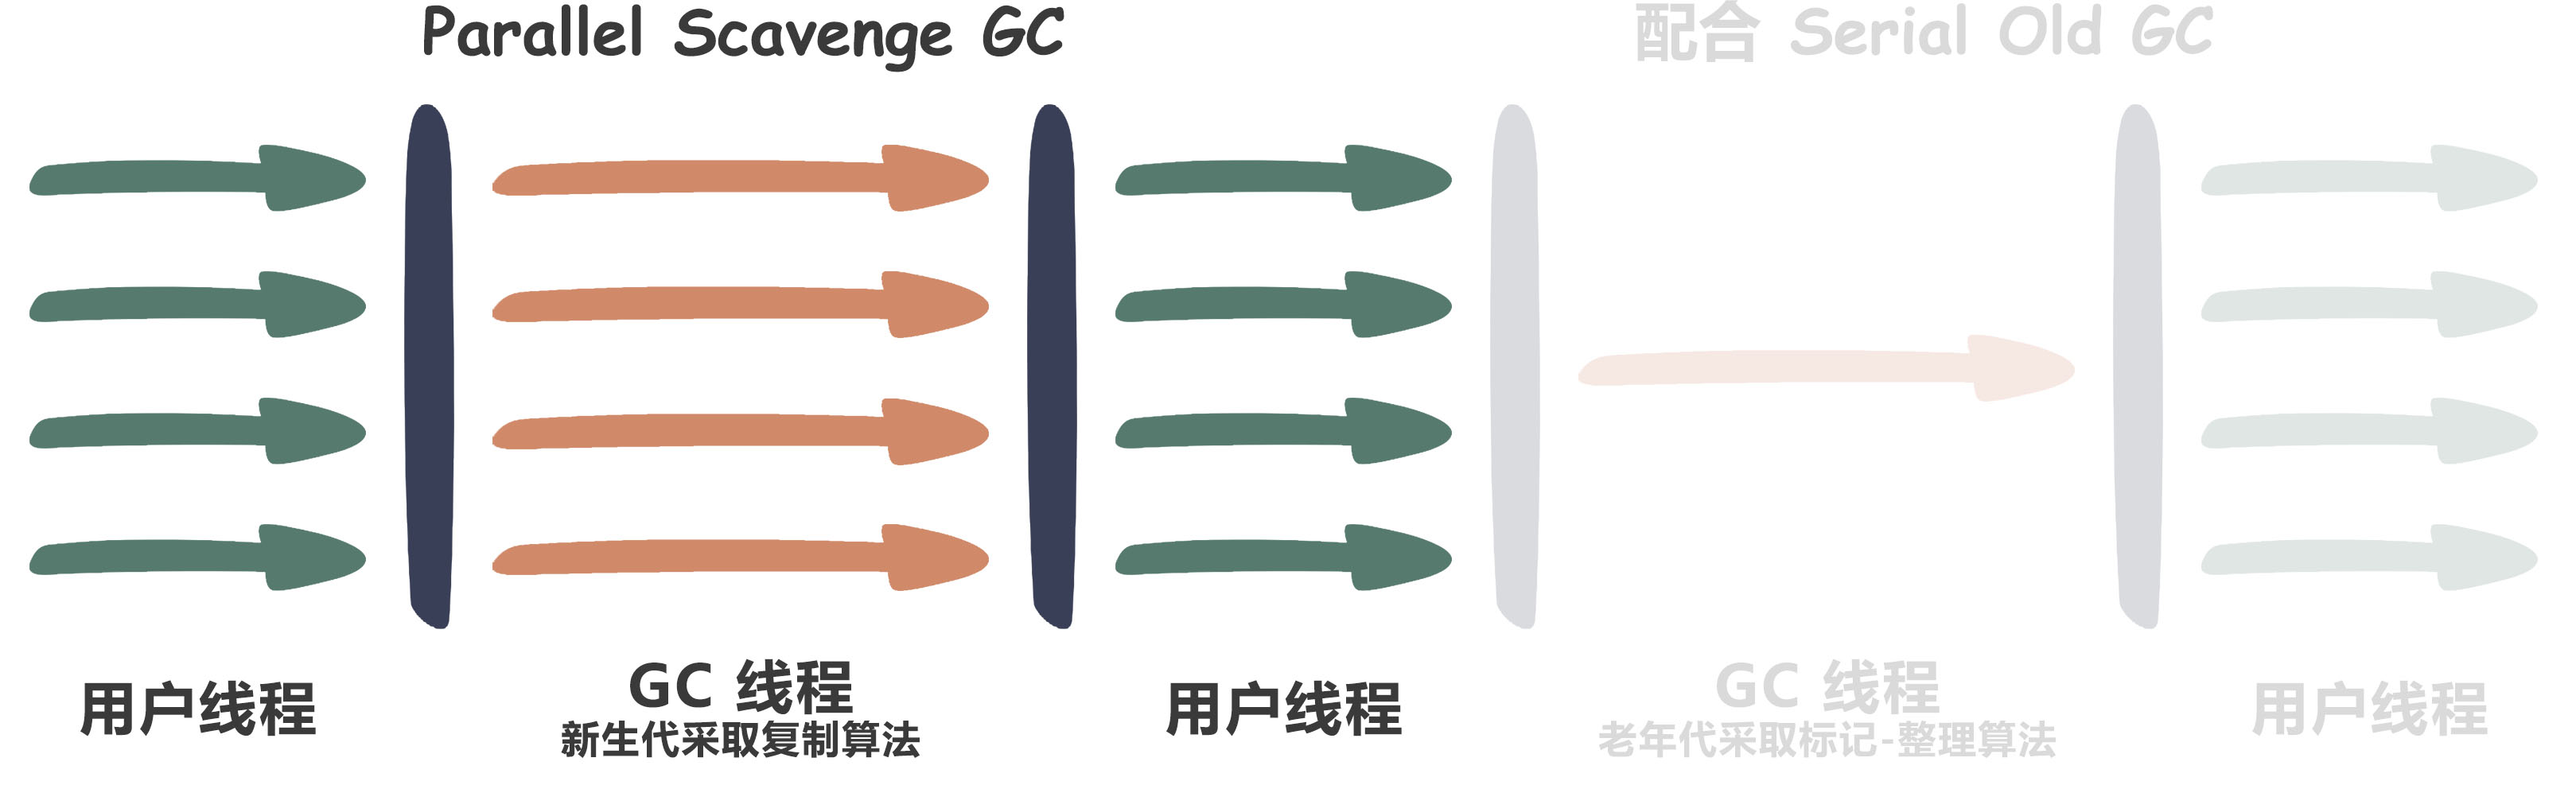 Parallel Scavenge GC
配合 Serial Old GC
用户线程
GC 线程
新生代采取复制算法
用户线程
GC 线程
老年代采取标记-整理算法
用户线程